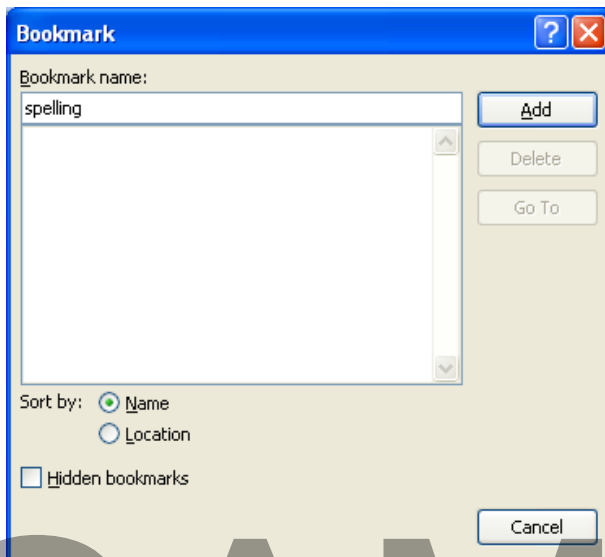 Bookmark
Bookmark name:
spelling
Add
Delete
Go To
Sort by: Name
Location
Hidden bookmarks
Cancel